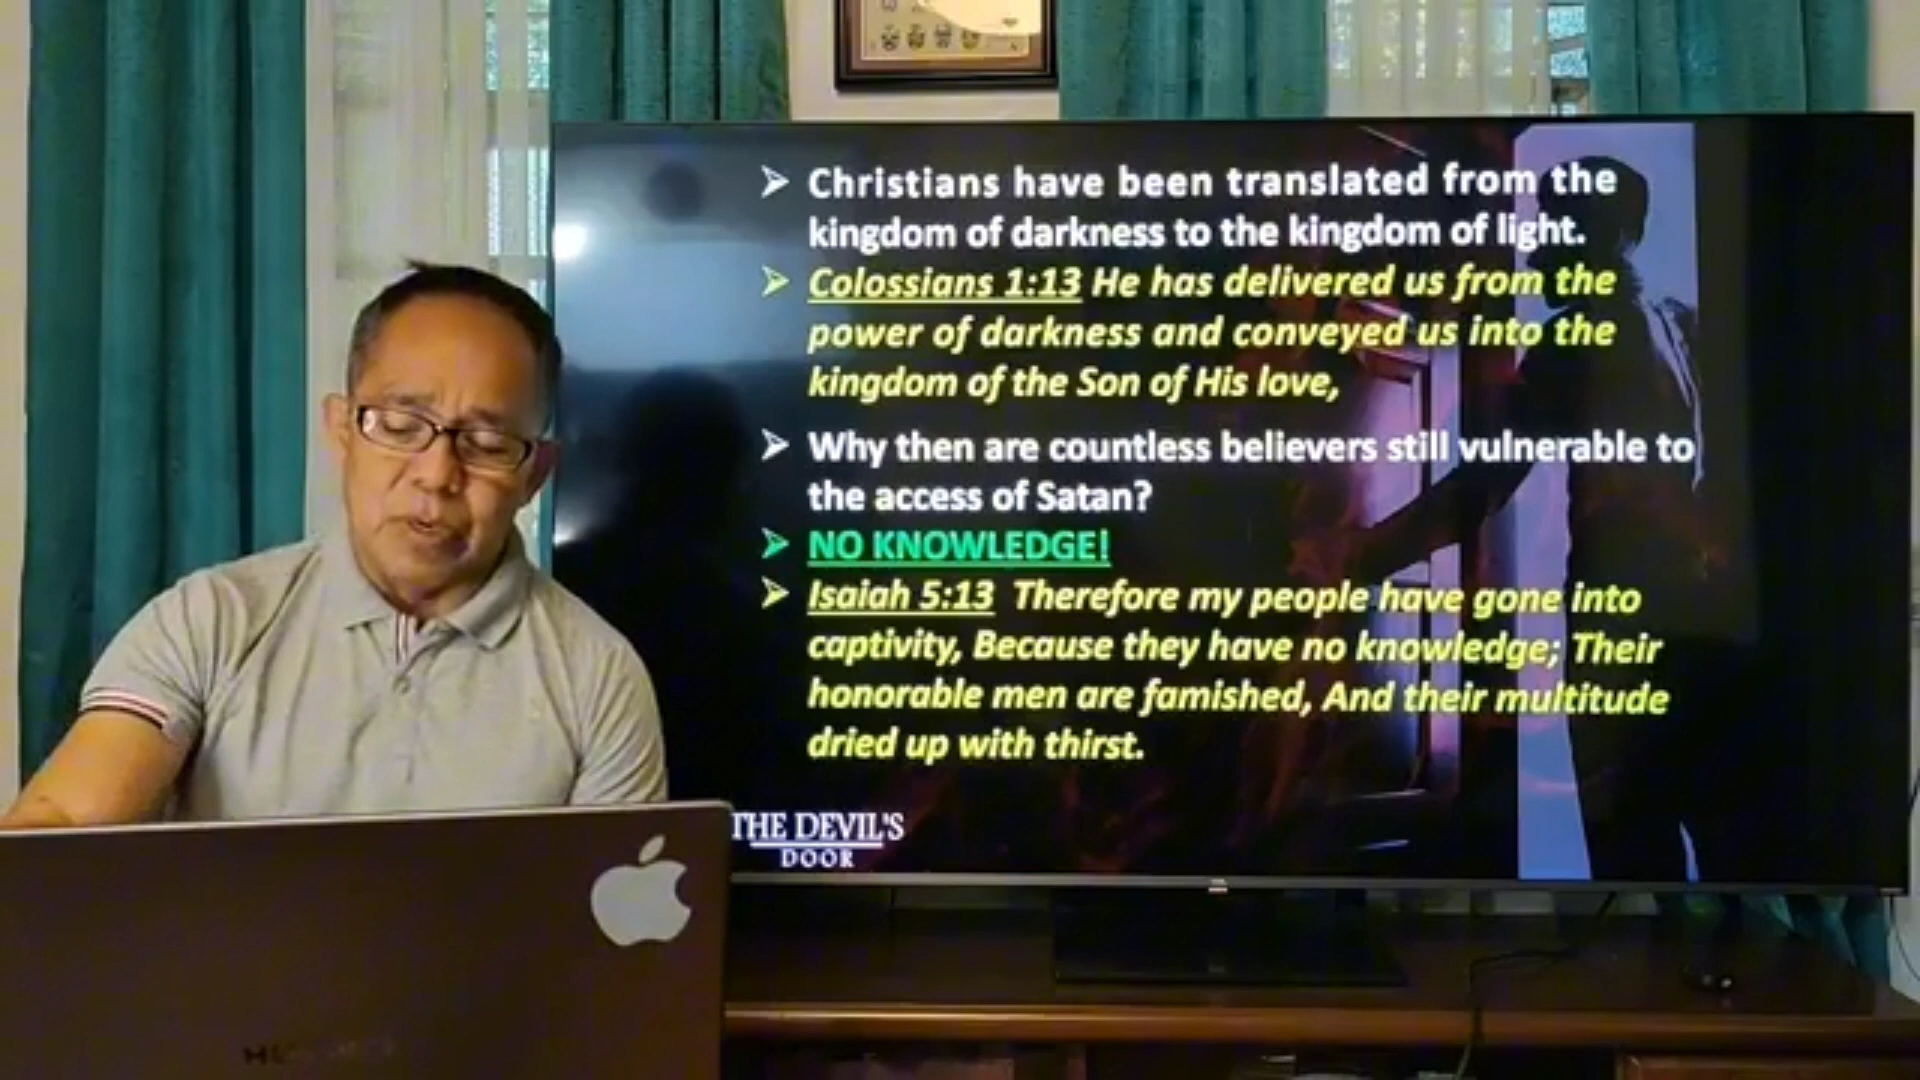 ➢ Christians have been translated from the
kingdom of darkness to the kingdom of light.
➢ Colossians 1:13 He has delivered us from the
power of darkness and conveyed us into the
kingdom of the Son of His love,
➢ Why then are countless believers still vulnerable to
the access of Satan?
➢ NO KNOWLEDGE!
➢ Isaiah 5:13 Therefore my people have gone into
captivity, Because they have no knowledge; Their
honorable men are famished, And their multitude
dried up with thirst.
THE DEVIL'S
DOOR